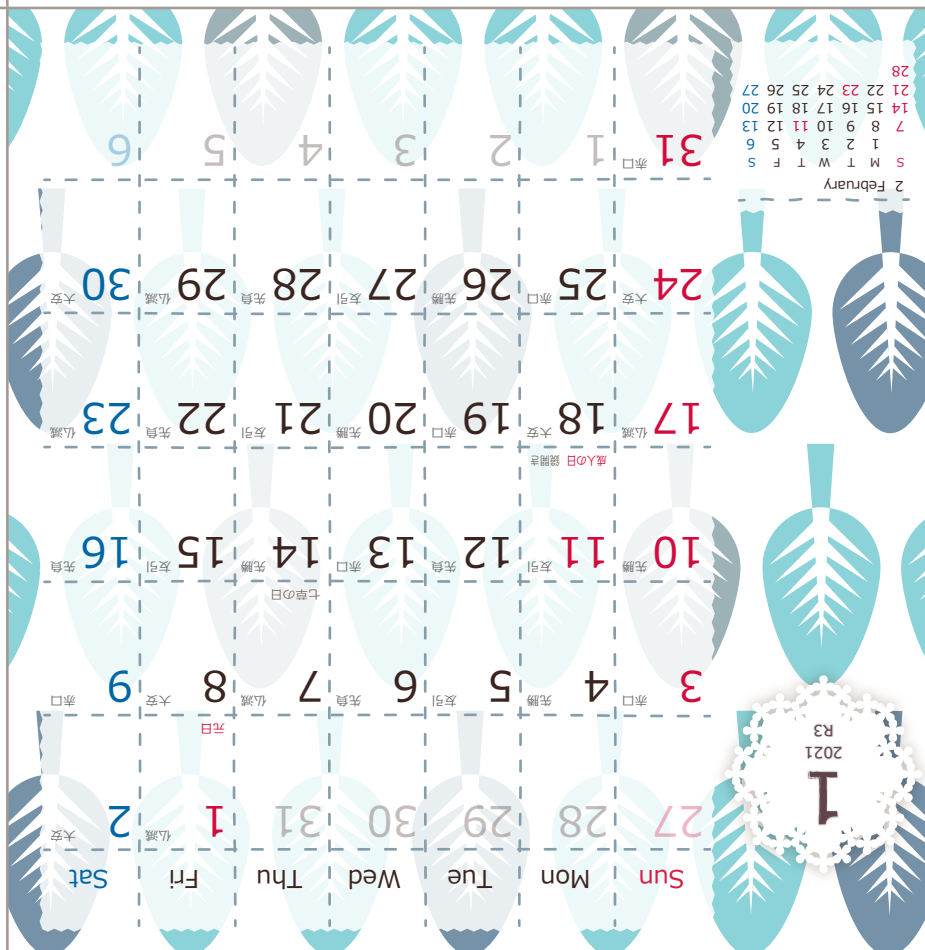 1
2021
R3
Sun Mon Tue Wed Thu Fri Sat
27 28 29 30 31 1 仏滅 2 大安
元日
3 赤口 4 先勝 5 友引 6 先負 7 仏滅 8 大安 9 赤口
七草の日
10 先勝 11 友引 12 先負 13 赤口 14 先勝 15 友引 16 先負
成人の日 鏡開き
17 仏滅 18 大安 19 赤口 20 先勝 21 友引 22 先負 23 仏滅
24 大安 25 赤口 26 先勝 27 友引 28 先負 29 仏滅 30 大安
31 赤口 1 2 3 4 5 6
2 February
S M T W T F S
1 2 3 4 5 6
7 8 9 10 11 12 13
14 15 16 17 18 19 20
21 22 23 24 25 26 27
28